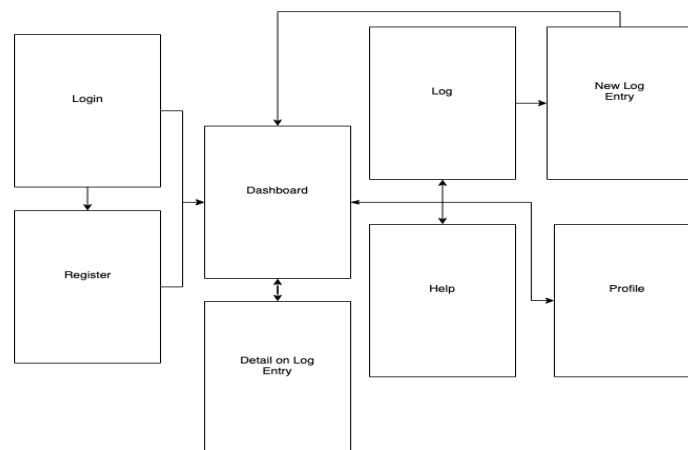 Login
Log
New Log
Entry
Dashboard
Register
Help
Profile
Detail on Log
Entry